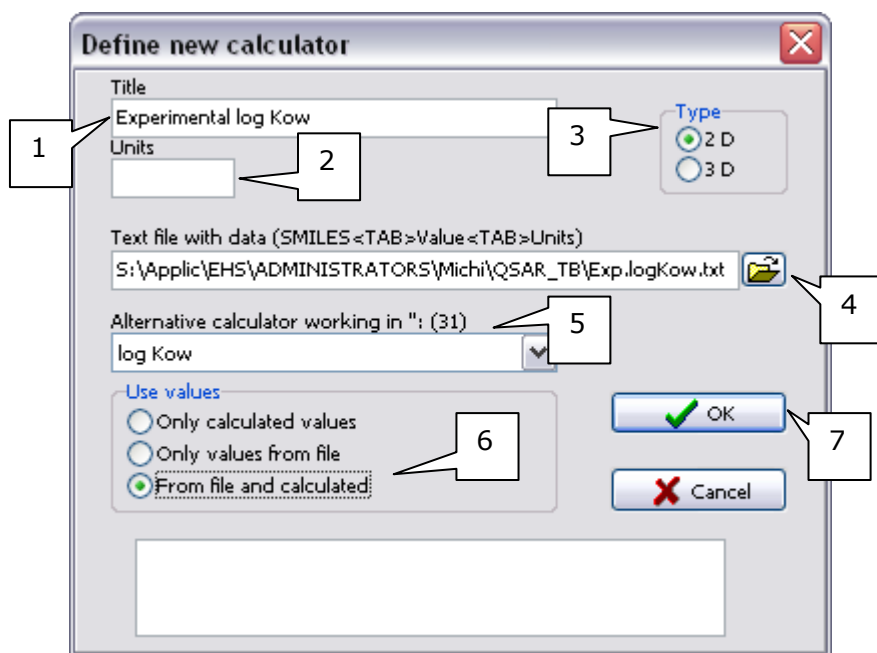 Define new calculator
Title
Experimental log Kow
1
Units
2
Type
3
2 D
3 D
Text file with data (SMILES<TAB>Value<TAB>Units)
S:\Applic\EHS\ADMINISTRATORS\Michi\QSAR_TB\Exp.logKow.txt
4
Alternative calculator working in '': (31)
5
log Kow
Use values
Only calculated values
Only values from file
From file and calculated
6
OK
7
Cancel